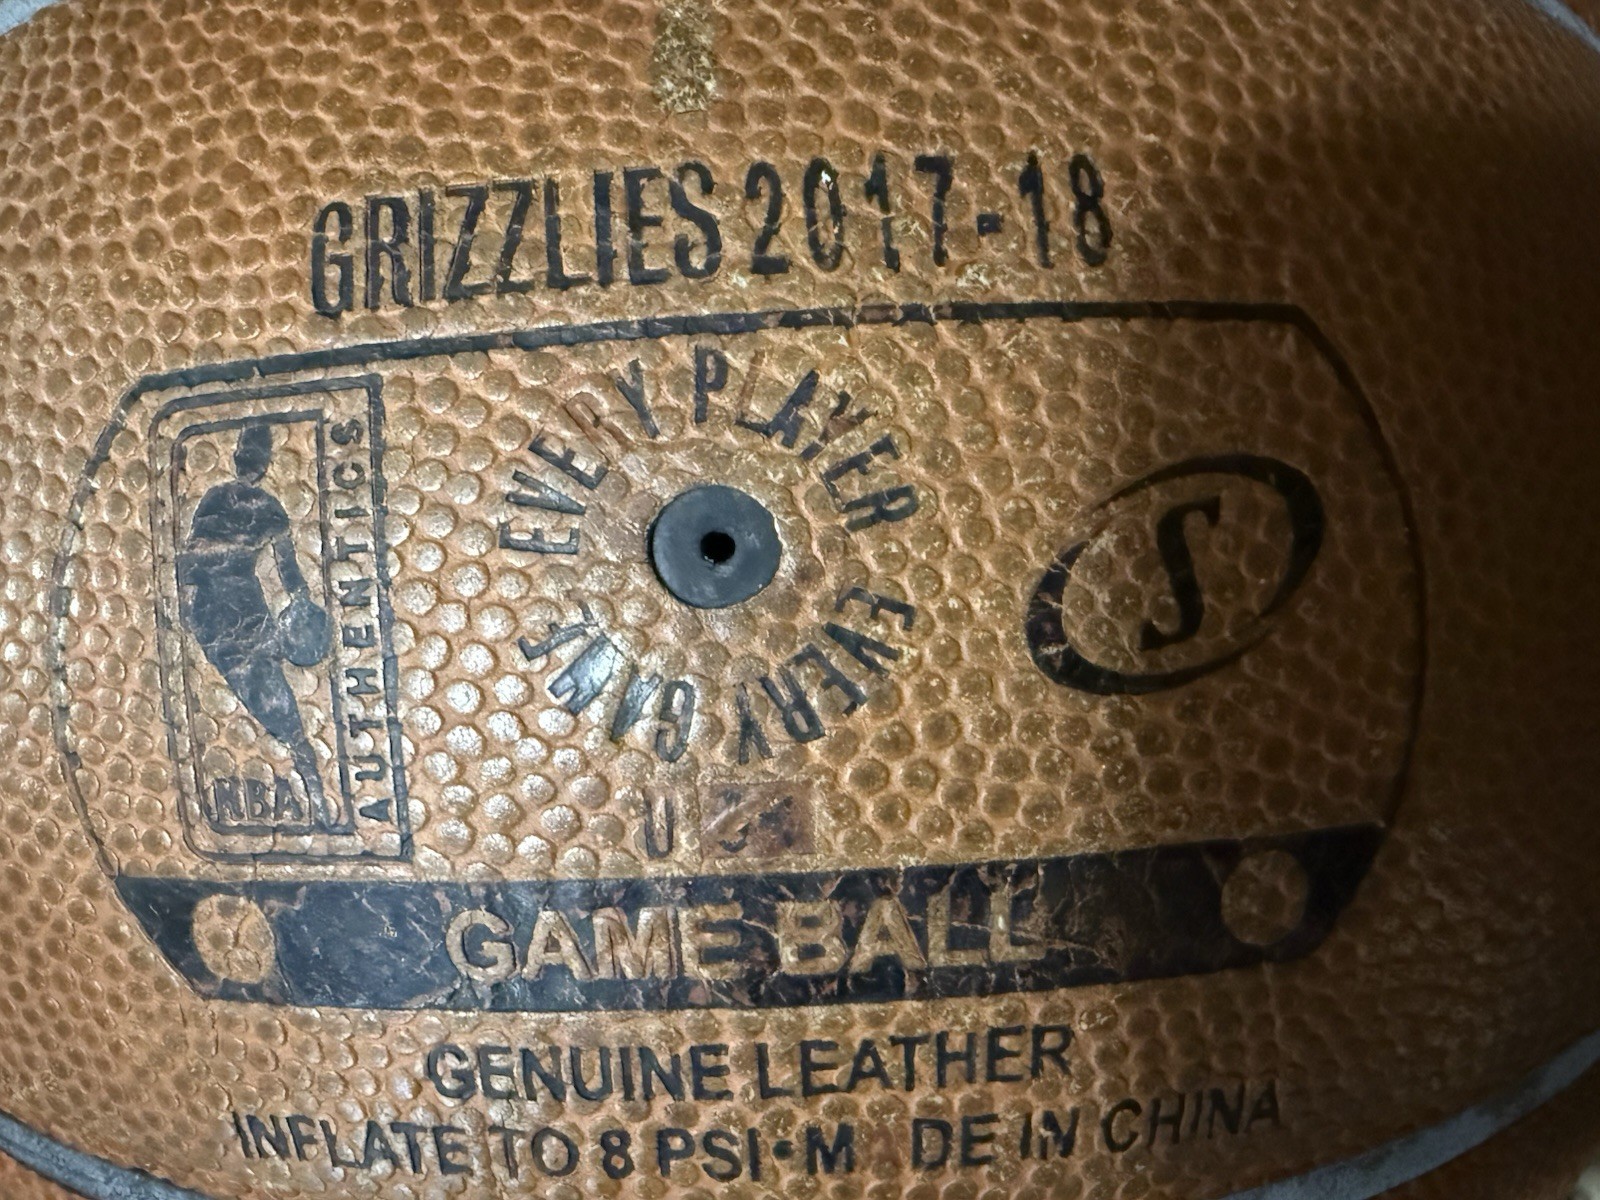 GRIZZLIES 2017-18
NBA
AUTHENTICS
EVERY PLAYER EVERY GAME
S
U
GAME BALL
GENUINE LEATHER
INFLATE TO 8 PSI•M DE IN CHINA